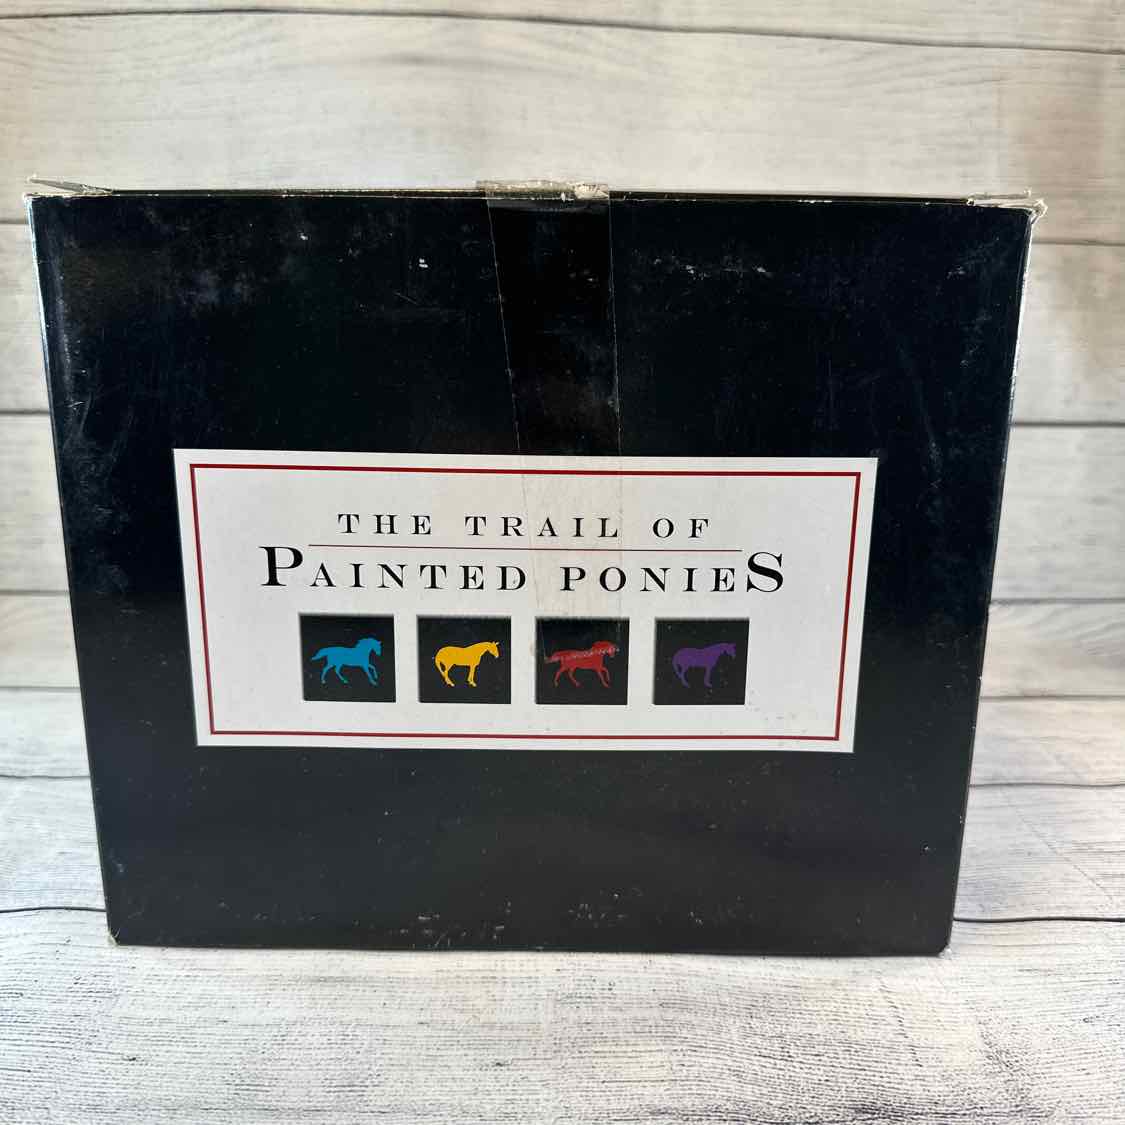 THE TRAIL OF
PAINTED PONIES